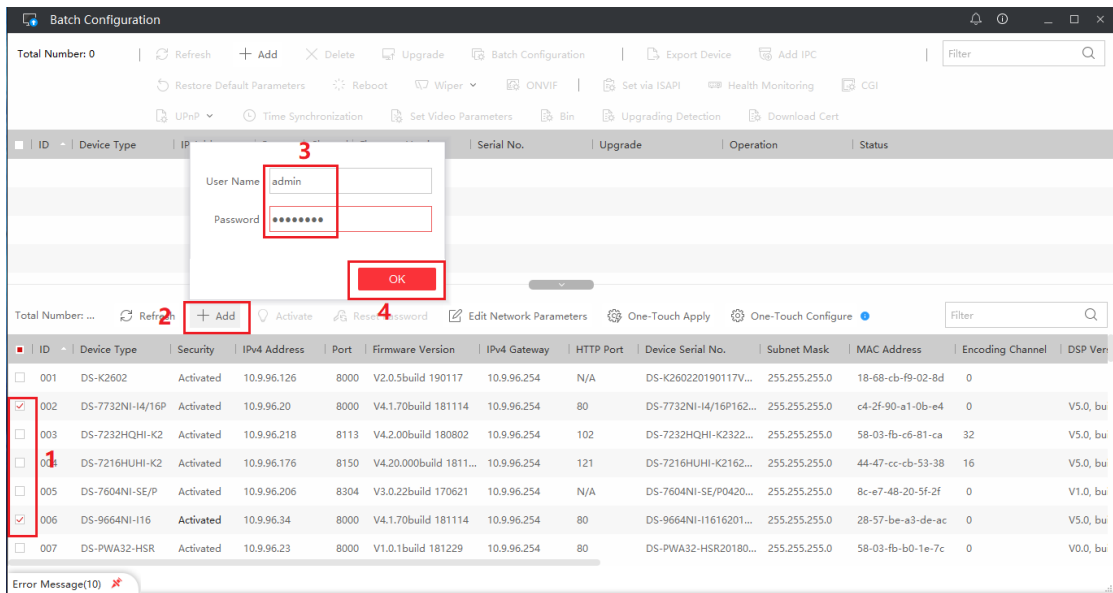 Batch Configuration
Total Number: 0 Refresh Add Delete Upgrade Batch Configuration Export Device Add IPC Filter
Restore Default Parameters Reboot Wiper ONVIF Set via ISAPI Health Monitoring CGI
UPnP Time Synchronization Set Video Parameters Bin Upgrading Detection Download Cert
ID Device Type IP Serial No. Upgrade Operation Status
3
User Name admin
Password ••••••••
OK
4
Total Number: ... Refresh 2 Add Activate Reset Password Edit Network Parameters One-Touch Apply One-Touch Configure Filter
ID Device Type Security IPv4 Address Port Firmware Version IPv4 Gateway HTTP Port Device Serial No. Subnet Mask MAC Address Encoding Channel DSP Vers
001 DS-K2602 Activated 10.9.96.126 8000 V2.0.5build 190117 10.9.96.254 N/A DS-K260220190117V... 255.255.255.0 18-68-cb-f9-02-8d 0
002 DS-7732NI-I4/16P Activated 10.9.96.20 8000 V4.1.70build 181114 10.9.96.254 80 DS-7732NI-I4/16P162... 255.255.255.0 c4-2f-90-a1-0b-e4 0 V5.0, bu
003 DS-7232HQHI-K2 Activated 10.9.96.218 8113 V4.2.00build 180802 10.9.96.254 102 DS-7232HQHI-K2322... 255.255.255.0 58-03-fb-c6-81-ca 32 V5.0, bu
1
004 DS-7216HUHI-K2 Activated 10.9.96.176 8150 V4.20.000build 1811... 10.9.96.254 121 DS-7216HUHI-K2162... 255.255.255.0 44-47-cc-cb-53-38 16 V5.0, bu
005 DS-7604NI-SE/P Activated 10.9.96.206 8304 V3.0.22build 170621 10.9.96.254 N/A DS-7604NI-SE/P0420... 255.255.255.0 8c-e7-48-20-5f-2f 0 V1.0, bu
006 DS-9664NI-I16 Activated 10.9.96.34 8000 V4.1.70build 181114 10.9.96.254 80 DS-9664NI-I1616201... 255.255.255.0 28-57-be-a3-de-ac 0 V5.0, bu
007 DS-PWA32-HSR Activated 10.9.96.23 8000 V1.0.1build 181229 10.9.96.254 80 DS-PWA32-HSR20180... 255.255.255.0 58-03-fb-b0-1e-7c 0 V0.0, bu
Error Message(10)